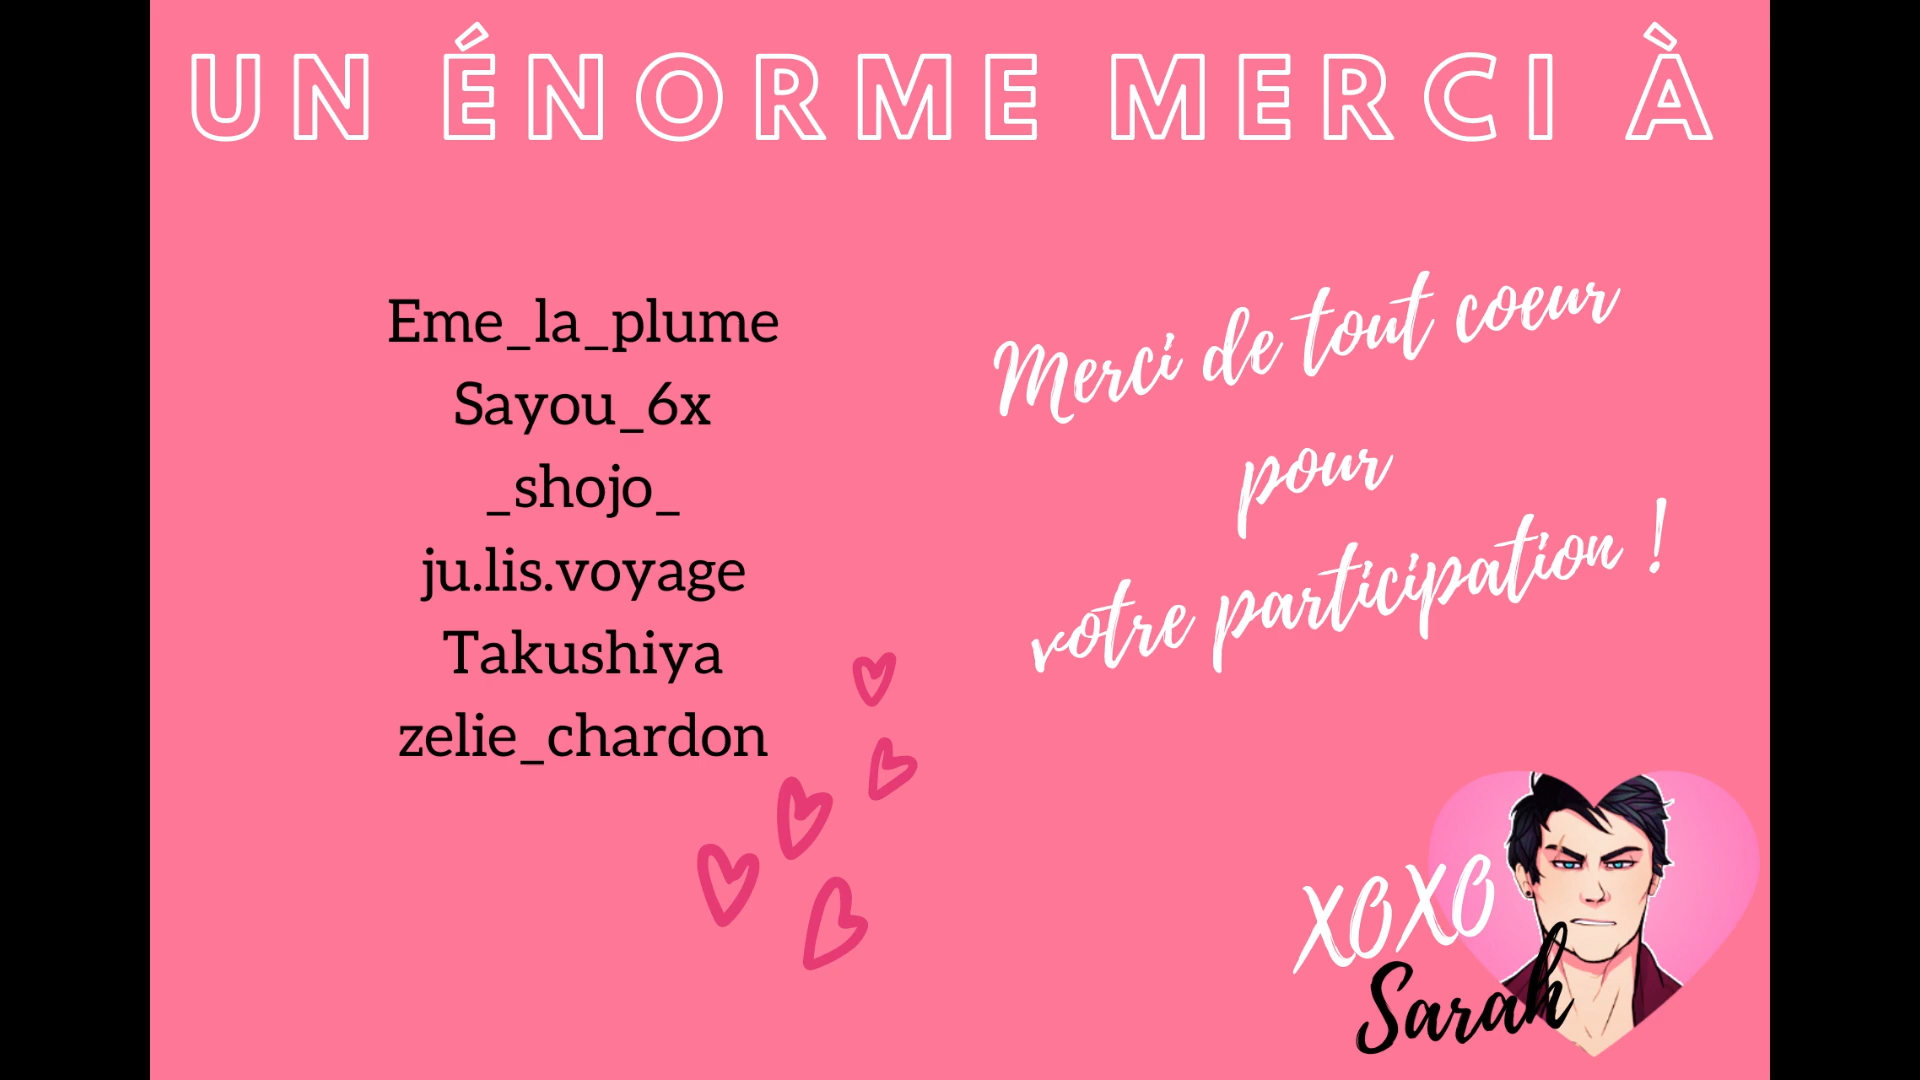 UN ÉNORME MERCI À
Eme_la_plume
Sayou_6x
_shojo_
ju.lis.voyage
Takushiya
zelie_chardon
Merci de tout coeur
pour
votre participation !
XOXO
Sarah